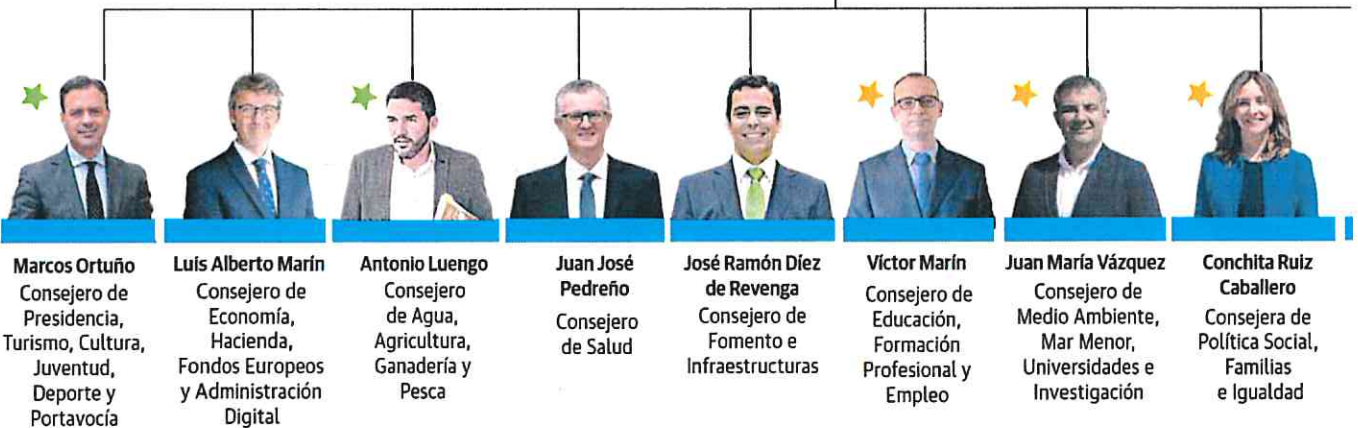 Marcos Ortuño
Consejero de
Presidencia,
Turismo, Cultura,
Juventud,
Deporte y
Portavocía
Luis Alberto Marín
Consejero de
Economía,
Hacienda,
Fondos Europeos
y Administración
Digital
Antonio Luengo
Consejero
de Agua,
Agricultura,
Ganadería y
Pesca
Juan José
Pedreño
Consejero
de Salud
José Ramón Díez
de Revenga
Consejero de
Fomento e
Infraestructuras
Víctor Marín
Consejero de
Educación,
Formación
Profesional y
Empleo
Juan María Vázquez
Consejero de
Medio Ambiente,
Mar Menor,
Universidades e
Investigación
Conchita Ruiz
Caballero
Consejera de
Política Social,
Familias
e Igualdad